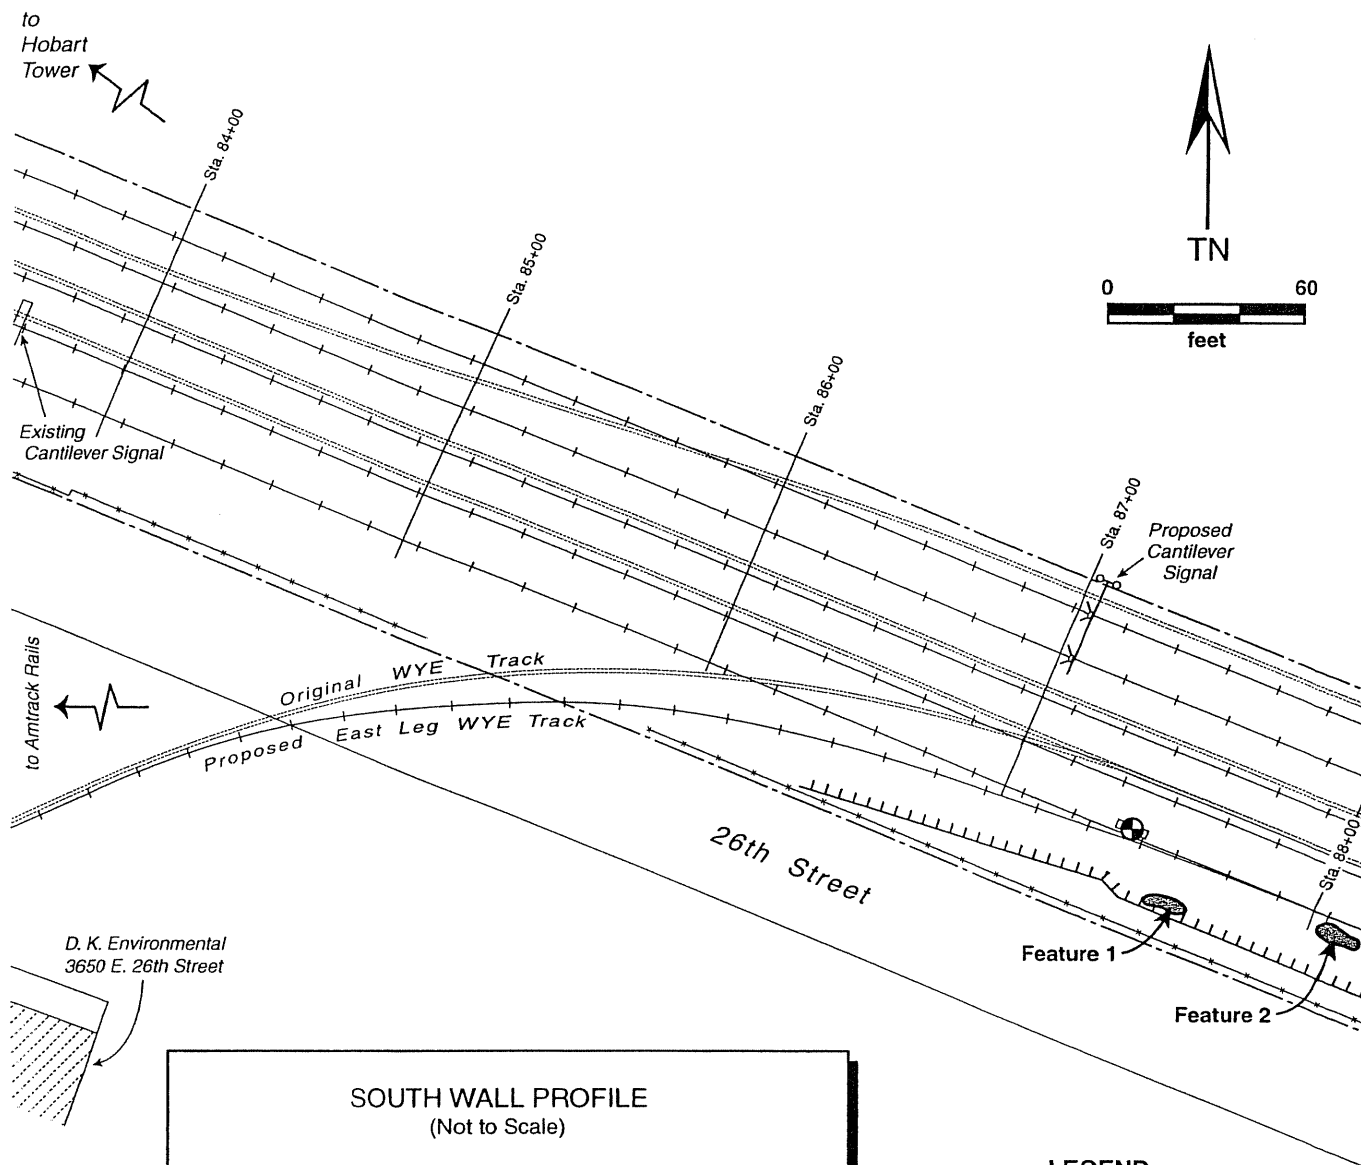 to
Hobart
Tower
Sta. 84+00
Sta. 85+00
Sta. 86+00
Sta. 87+00
Sta. 88+00
TN
0 60
feet
Existing
Cantilever Signal
Proposed
Cantilever
Signal
to Amtrack Rails
Original WYE Track
Proposed East Leg WYE Track
26th Street
Feature 1
Feature 2
D. K. Environmental
3650 E. 26th Street
SOUTH WALL PROFILE
(Not to Scale)
LEGEND